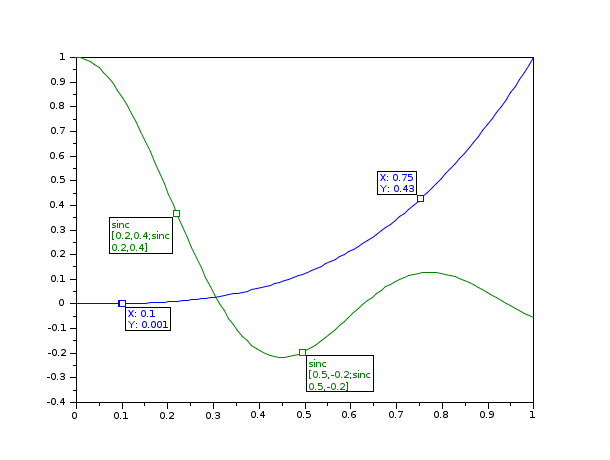 1
0.9
0.8
0.7
0.6
0.5
0.4
0.3
0.2
0.1
0
-0.1
-0.2
-0.3
-0.4
X: 0.75
Y: 0.43
sinc
[0.2,0.4;sinc
0.2,0.4]
X: 0.1
Y: 0.001
sinc
[0.5,-0.2;sinc
0.5,-0.2]
0 0.1 0.2 0.3 0.4 0.5 0.6 0.7 0.8 0.9 1